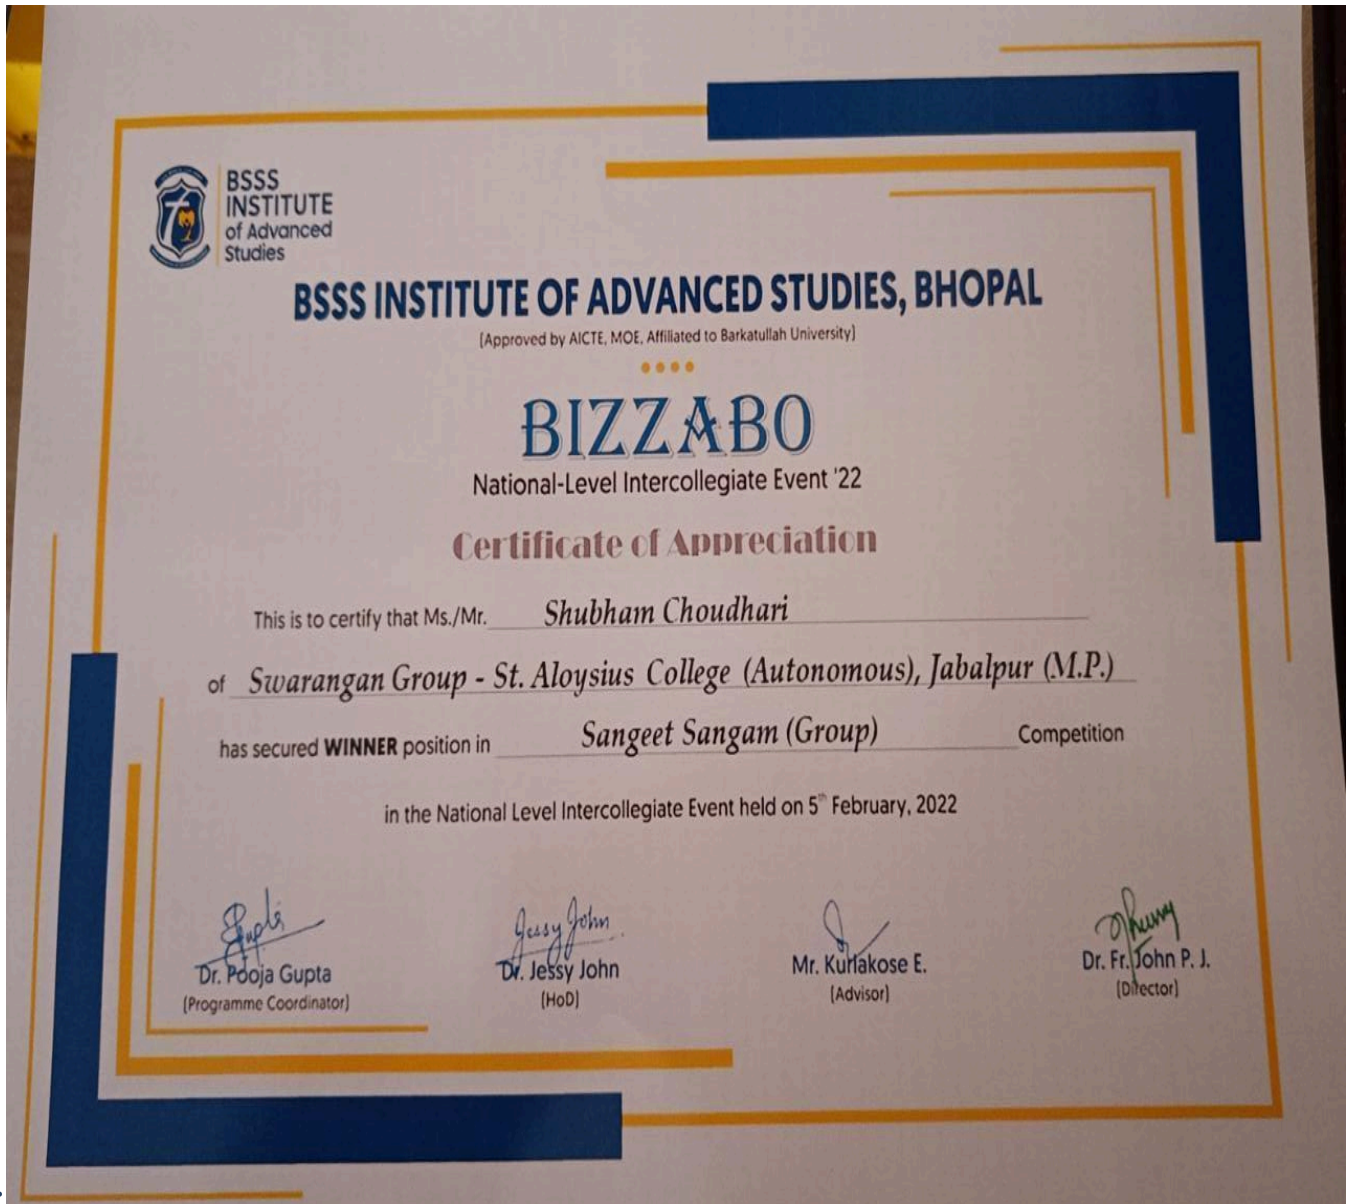 BSSS
INSTITUTE
of Advanced
Studies
BSSS INSTITUTE OF ADVANCED STUDIES, BHOPAL
(Approved by AICTE, MOE, Affiliated to Barkatullah University)
BIZZABO
National-Level Intercollegiate Event '22
Certificate of Appreciation
This is to certify that Ms./Mr. Shubham Choudhari
of Swarangan Group - St. Aloysius College (Autonomous), Jabalpur (M.P.)
has secured WINNER position in Sangeet Sangam (Group) Competition
in the National Level Intercollegiate Event held on 5th February, 2022
Gupta Jessy John
Dr. Pooja Gupta Dr. Jessy John Mr. Kuriakose E. Dr. Fr. John P. J.
(Programme Coordinator) (HoD) (Advisor) (Director)